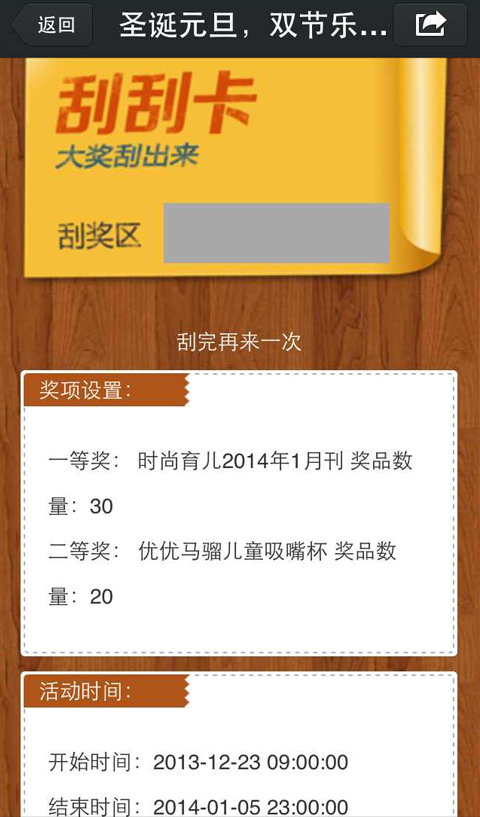 返回
圣诞元旦，双节乐...
刮刮卡
大奖刮出来
刮奖区
刮完再来一次
奖项设置：
一等奖： 时尚育儿2014年1月刊 奖品数
量：30
二等奖： 优优马骝儿童吸嘴杯 奖品数
量：20
活动时间：
开始时间：2013-12-23 09:00:00
结束时间：2014-01-05 23:00:00